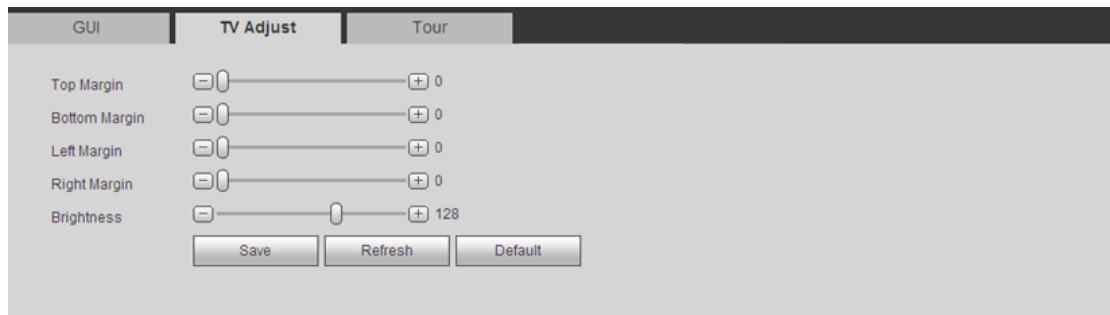 GUI TV Adjust Tour
Top Margin 0
Bottom Margin 0
Left Margin 0
Right Margin 0
Brightness 128
Save Refresh Default